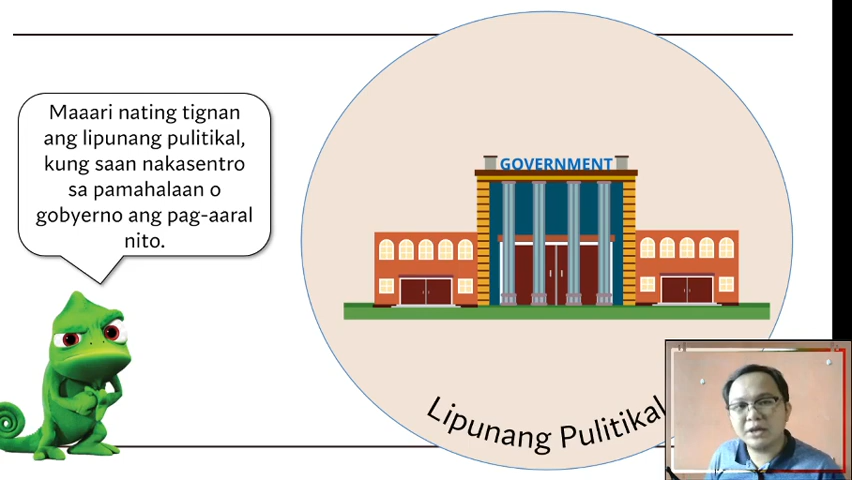 Maaari nating tignan
ang lipunang pulitikal,
kung saan nakasentro
sa pamahalaan o
gobyerno ang pag-aaral
nito.
GOVERNMENT
Lipunang Pulitikal